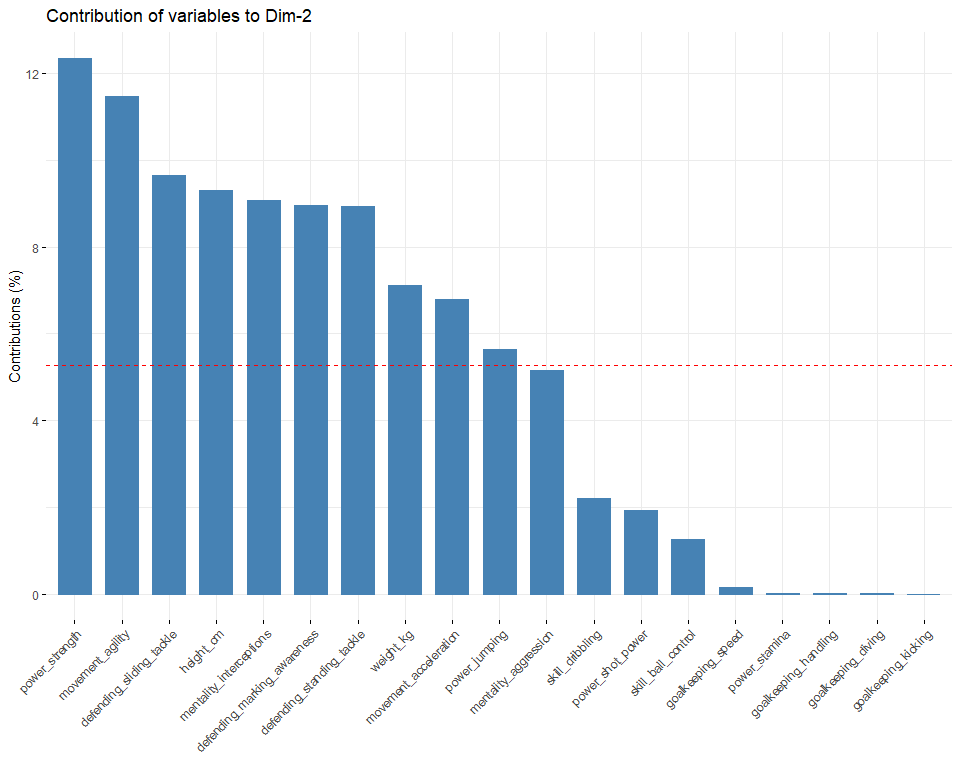 Contribution of variables to Dim-2
Contributions (%)
12
8
4
0
power_strength
movement_agility
defending_sliding_tackle
height_cm
mentality_interceptions
defending_marking_awareness
defending_standing_tackle
weight_kg
movement_acceleration
power_jumping
mentality_aggression
skill_dribbling
power_shot_power
skill_ball_control
goalkeeping_speed
power_stamina
goalkeeping_handling
goalkeeping_diving
goalkeeping_kicking